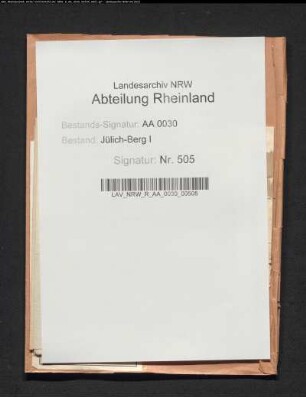 Landesarchiv NRW
Abteilung Rheinland
Bestands-Signatur: AA 0030
Bestand: Jülich-Berg I
Signatur: Nr. 505
LAV_NRW_R_AA_0030_00505